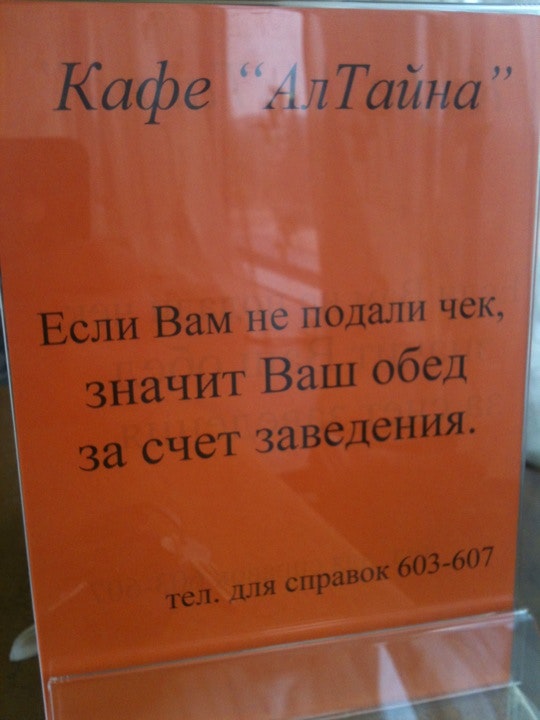 Кафе “АлТайна”
Если Вам не подали чек,
значит Ваш обед
за счет заведения.
тел. для справок 603-607